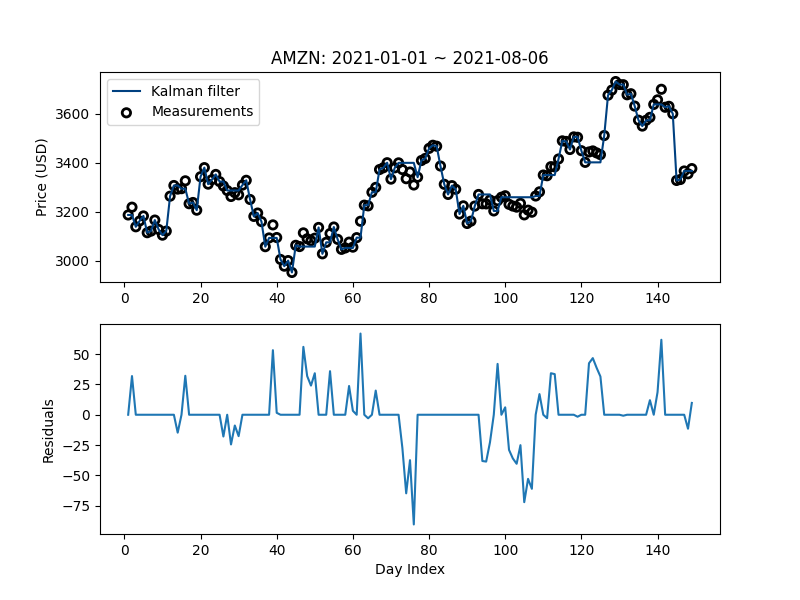 AMZN: 2021-01-01 ~ 2021-08-06
Kalman filter
Measurements
Price (USD)
3600
3400
3200
3000
0 20 40 60 80 100 120 140
Residuals
50
25
0
−25
−50
−75
0 20 40 60 80 100 120 140
Day Index